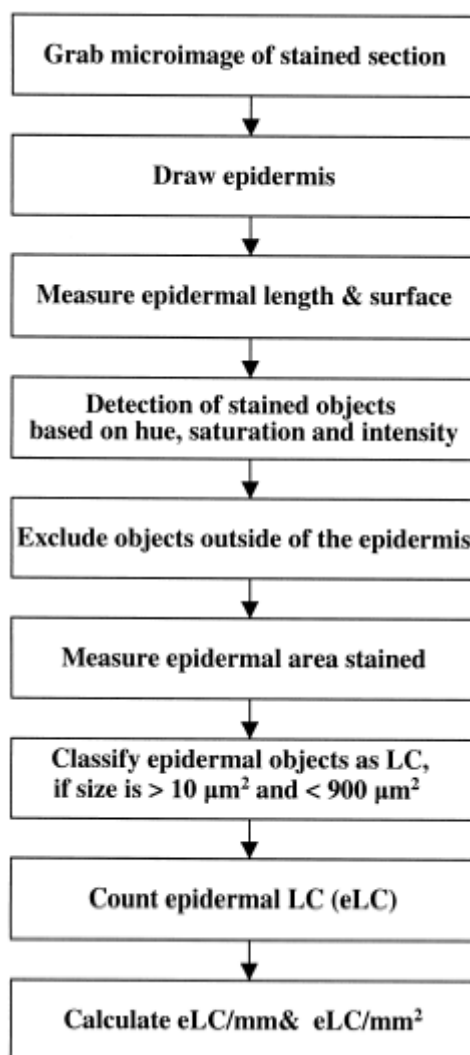 Grab microimage of stained section
Draw epidermis
Measure epidermal length & surface
Detection of stained objects
based on hue, saturation and intensity
Exclude objects outside of the epidermis
Measure epidermal area stained
Classify epidermal objects as LC,
if size is > 10 µm² and < 900 µm²
Count epidermal LC (eLC)
Calculate eLC/mm& eLC/mm²